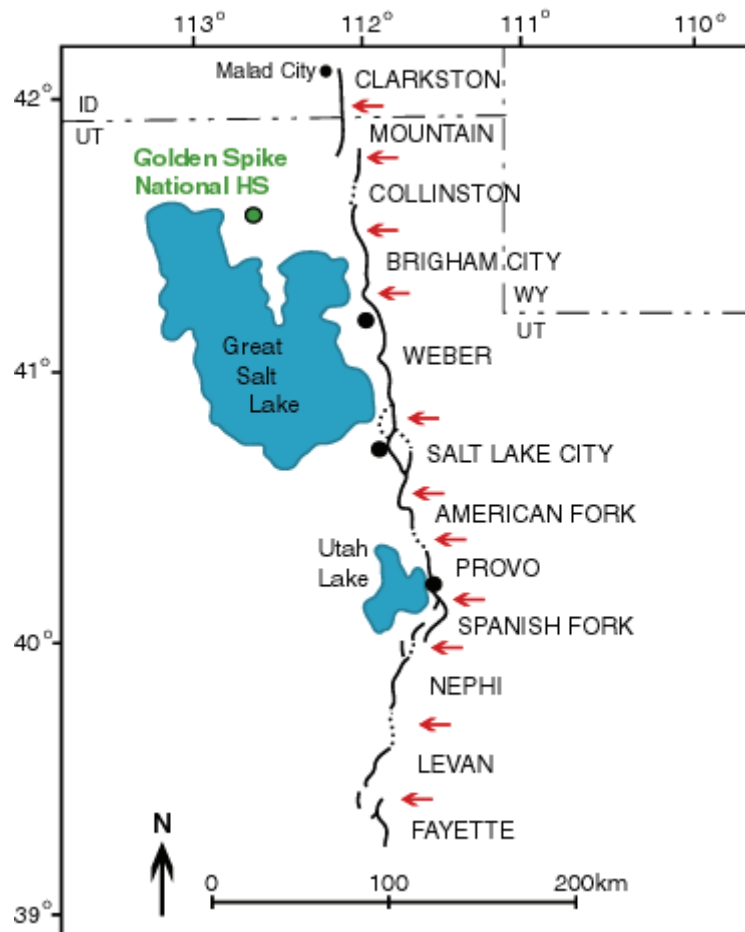 113° 112° 111° 110°
Malad City
CLARKSTON
42°
ID
UT
MOUNTAIN
Golden Spike
National HS
COLLINSTON
BRIGHAM CITY
WY
UT
Great
Salt
Lake
WEBER
41°
SALT LAKE CITY
AMERICAN FORK
Utah
Lake
PROVO
SPANISH FORK
40°
NEPHI
LEVAN
FAYETTE
N
0 100 200km
39°